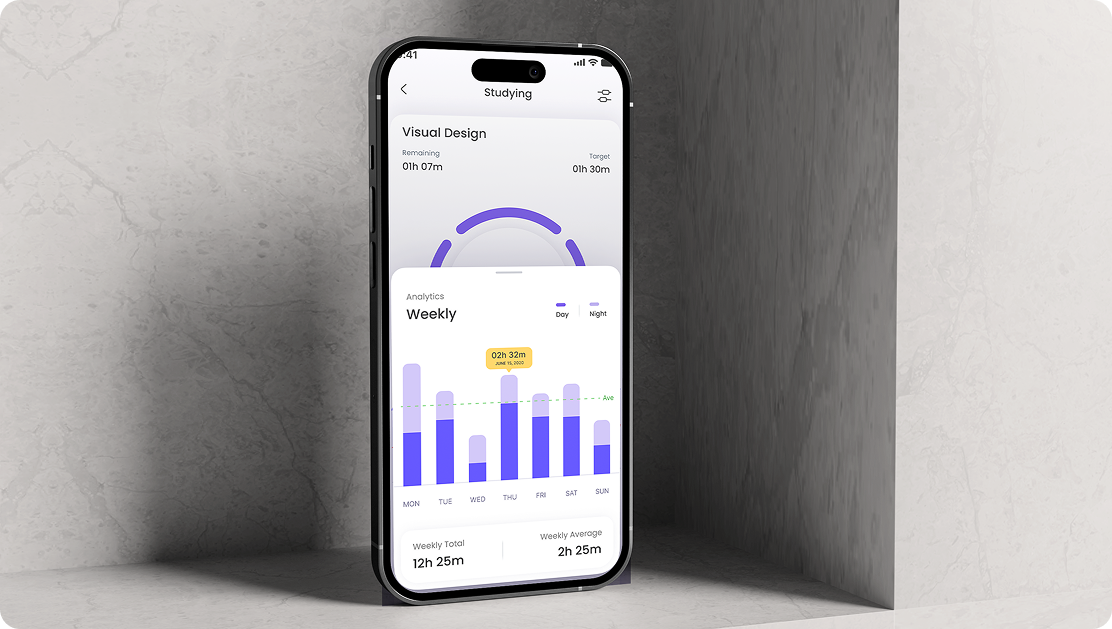 :41
Studying
Visual Design
Remaining
Target
01h 07m
01h 30m
Analytics
Weekly
Day
Night
02h 32m
JUNE 15, 2020
Ave
MON TUE WED THU FRI SAT SUN
Weekly Total
Weekly Average
12h 25m
2h 25m